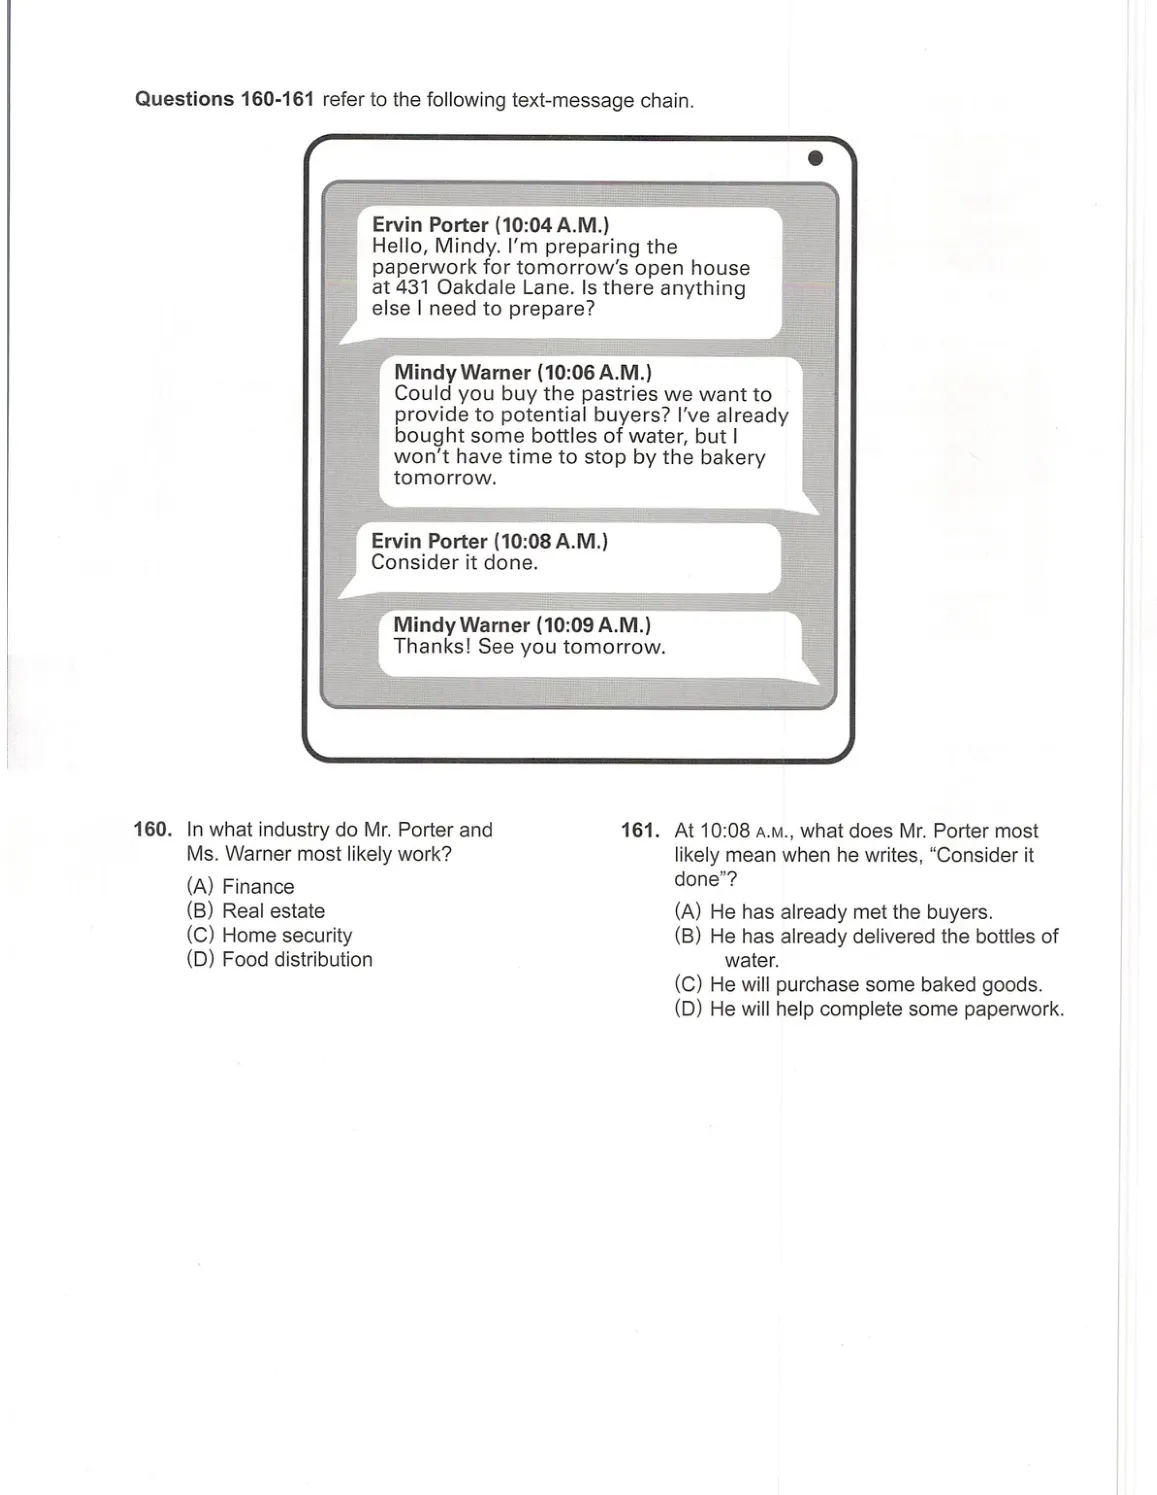 Questions 160-161 refer to the following text-message chain.
Ervin Porter (10:04 A.M.)
Hello, Mindy. I'm preparing the
paperwork for tomorrow's open house
at 431 Oakdale Lane. Is there anything
else I need to prepare?
Mindy Warner (10:06 A.M.)
Could you buy the pastries we want to
provide to potential buyers? I've already
bought some bottles of water, but I
won't have time to stop by the bakery
tomorrow.
Ervin Porter (10:08 A.M.)
Consider it done.
Mindy Warner (10:09 A.M.)
Thanks! See you tomorrow.
160. In what industry do Mr. Porter and
Ms. Warner most likely work?
(A) Finance
(B) Real estate
(C) Home security
(D) Food distribution
161. At 10:08 A.M., what does Mr. Porter most
likely mean when he writes, “Consider it
done”?
(A) He has already met the buyers.
(B) He has already delivered the bottles of
water.
(C) He will purchase some baked goods.
(D) He will help complete some paperwork.